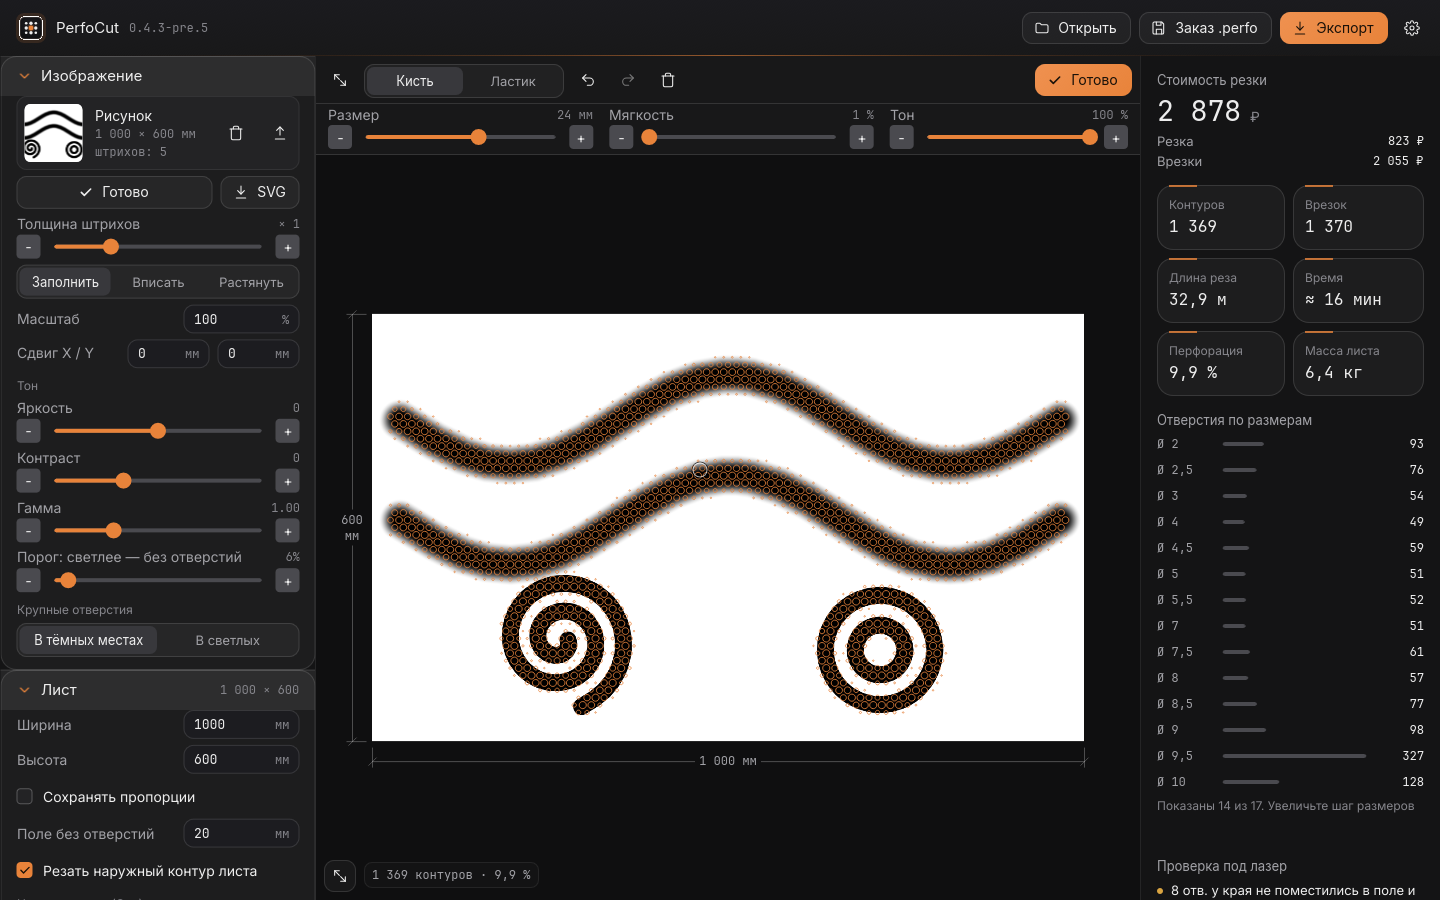 PerfoCut 0.4.3-pre.5
Открыть
Заказ .perfo
Экспорт
Изображение
Рисунок
1 000 × 600 мм
штрихов: 5
Готово
SVG
Толщина штрихов × 1
- +
Заполнить Вписать Растянуть
Масштаб 100 %
Сдвиг X / Y 0 мм 0 мм
Тон
Яркость 0
- +
Контраст 0
- +
Гамма 1.00
- +
Порог: светлее — без отверстий 6%
- +
Крупные отверстия
В тёмных местах В светлых
Лист 1 000 × 600
Ширина 1000 мм
Высота 600 мм
Сохранять пропорции
Поле без отверстий 20 мм
Резать наружный контур листа
Кисть Ластик
Готово
Размер 24 мм Мягкость 1 % Тон 100 %
- + - + - +
600
мм
1 000 мм
1 369 контуров · 9,9 %
Стоимость резки
2 878 ₽
Резка 823 ₽
Врезки 2 055 ₽
Контуров
1 369
Врезок
1 370
Длина реза
32,9 м
Время
≈ 16 мин
Перфорация
9,9 %
Масса листа
6,4 кг
Отверстия по размерам
Ø 2 93
Ø 2,5 76
Ø 3 54
Ø 4 49
Ø 4,5 59
Ø 5 51
Ø 5,5 52
Ø 7 51
Ø 7,5 61
Ø 8 57
Ø 8,5 77
Ø 9 98
Ø 9,5 327
Ø 10 128
Показаны 14 из 17. Увеличьте шаг размеров
Проверка под лазер
8 отв. у края не поместились в поле и